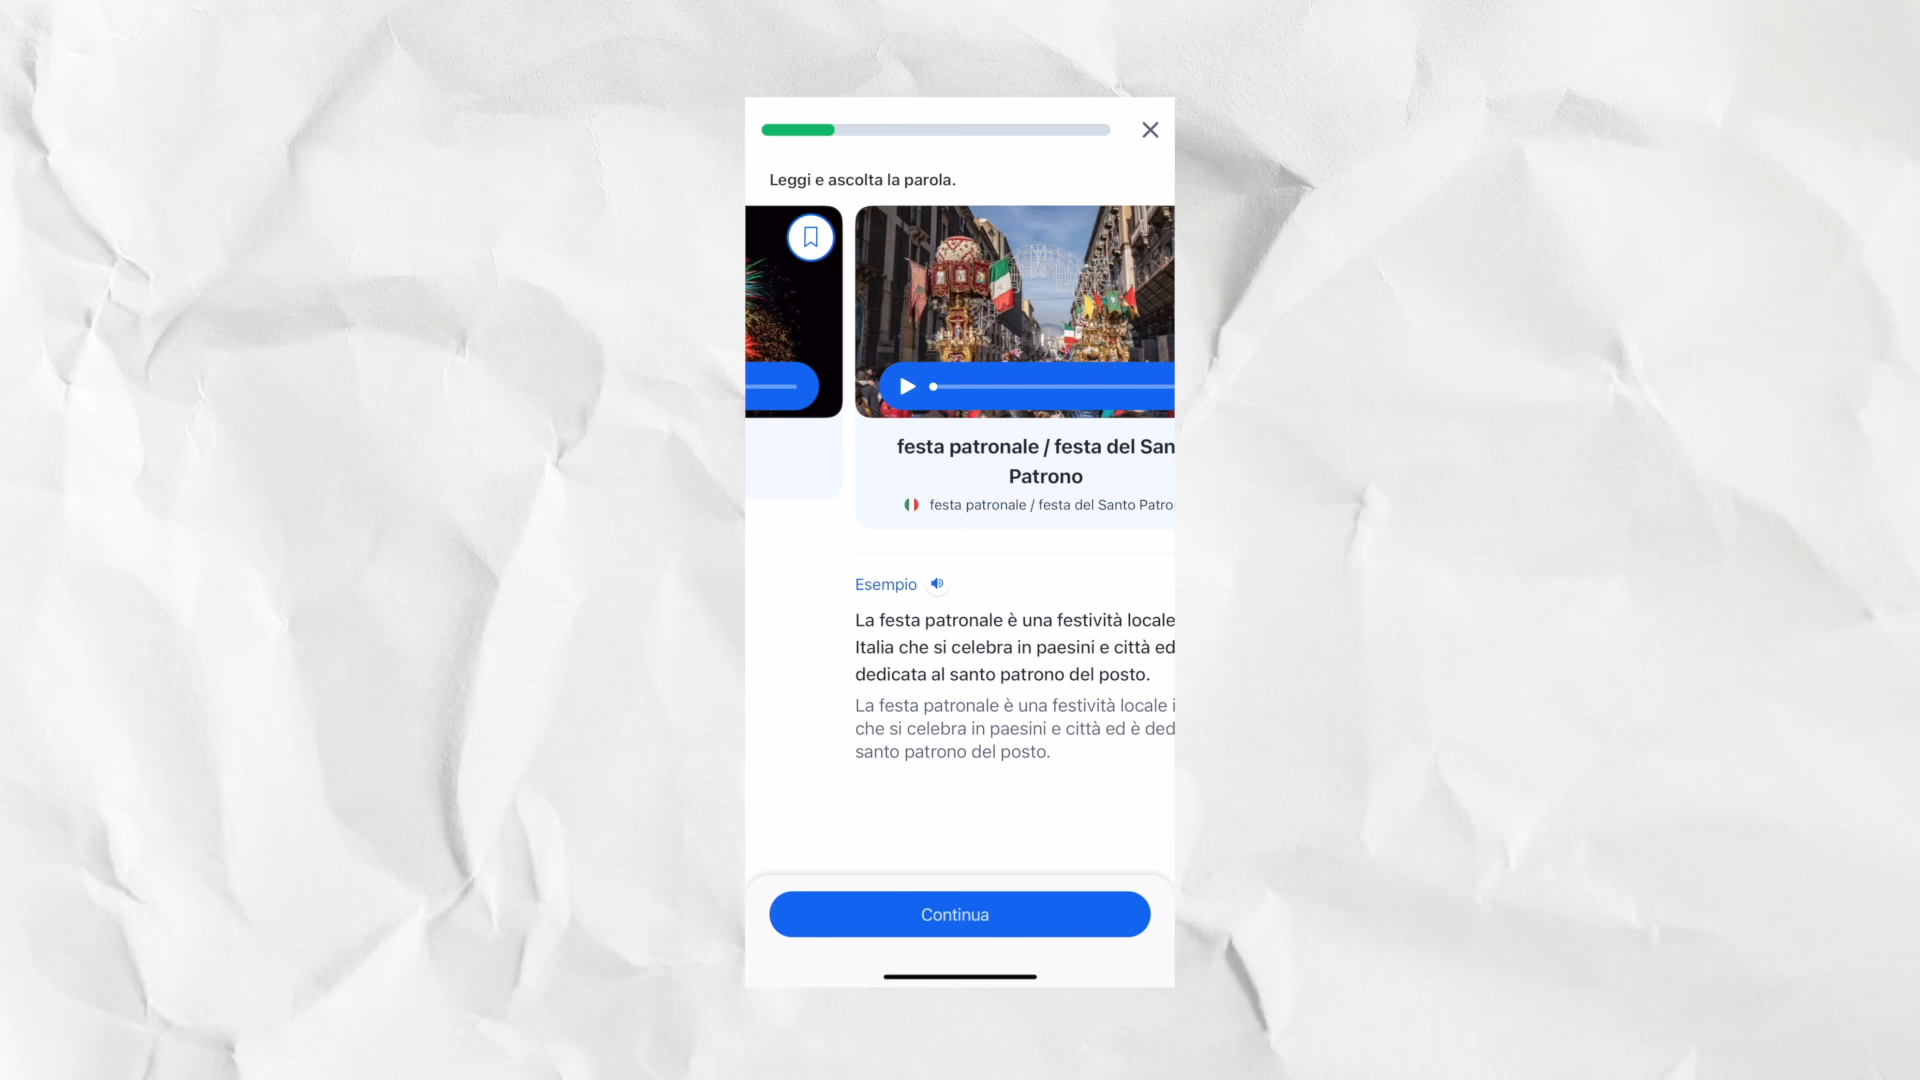 Leggi e ascolta la parola.
festa patronale / festa del San
Patrono
festa patronale / festa del Santo Patro
Esempio
La festa patronale è una festività locale
Italia che si celebra in paesini e città ed
dedicata al santo patrono del posto.
La festa patronale è una festività locale i
che si celebra in paesini e città ed è ded
santo patrono del posto.
Continua